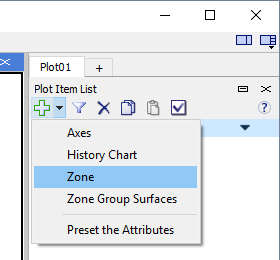 Plot01
+
Plot Item List
?
Axes
History Chart
Zone
Zone Group Surfaces
Preset the Attributes